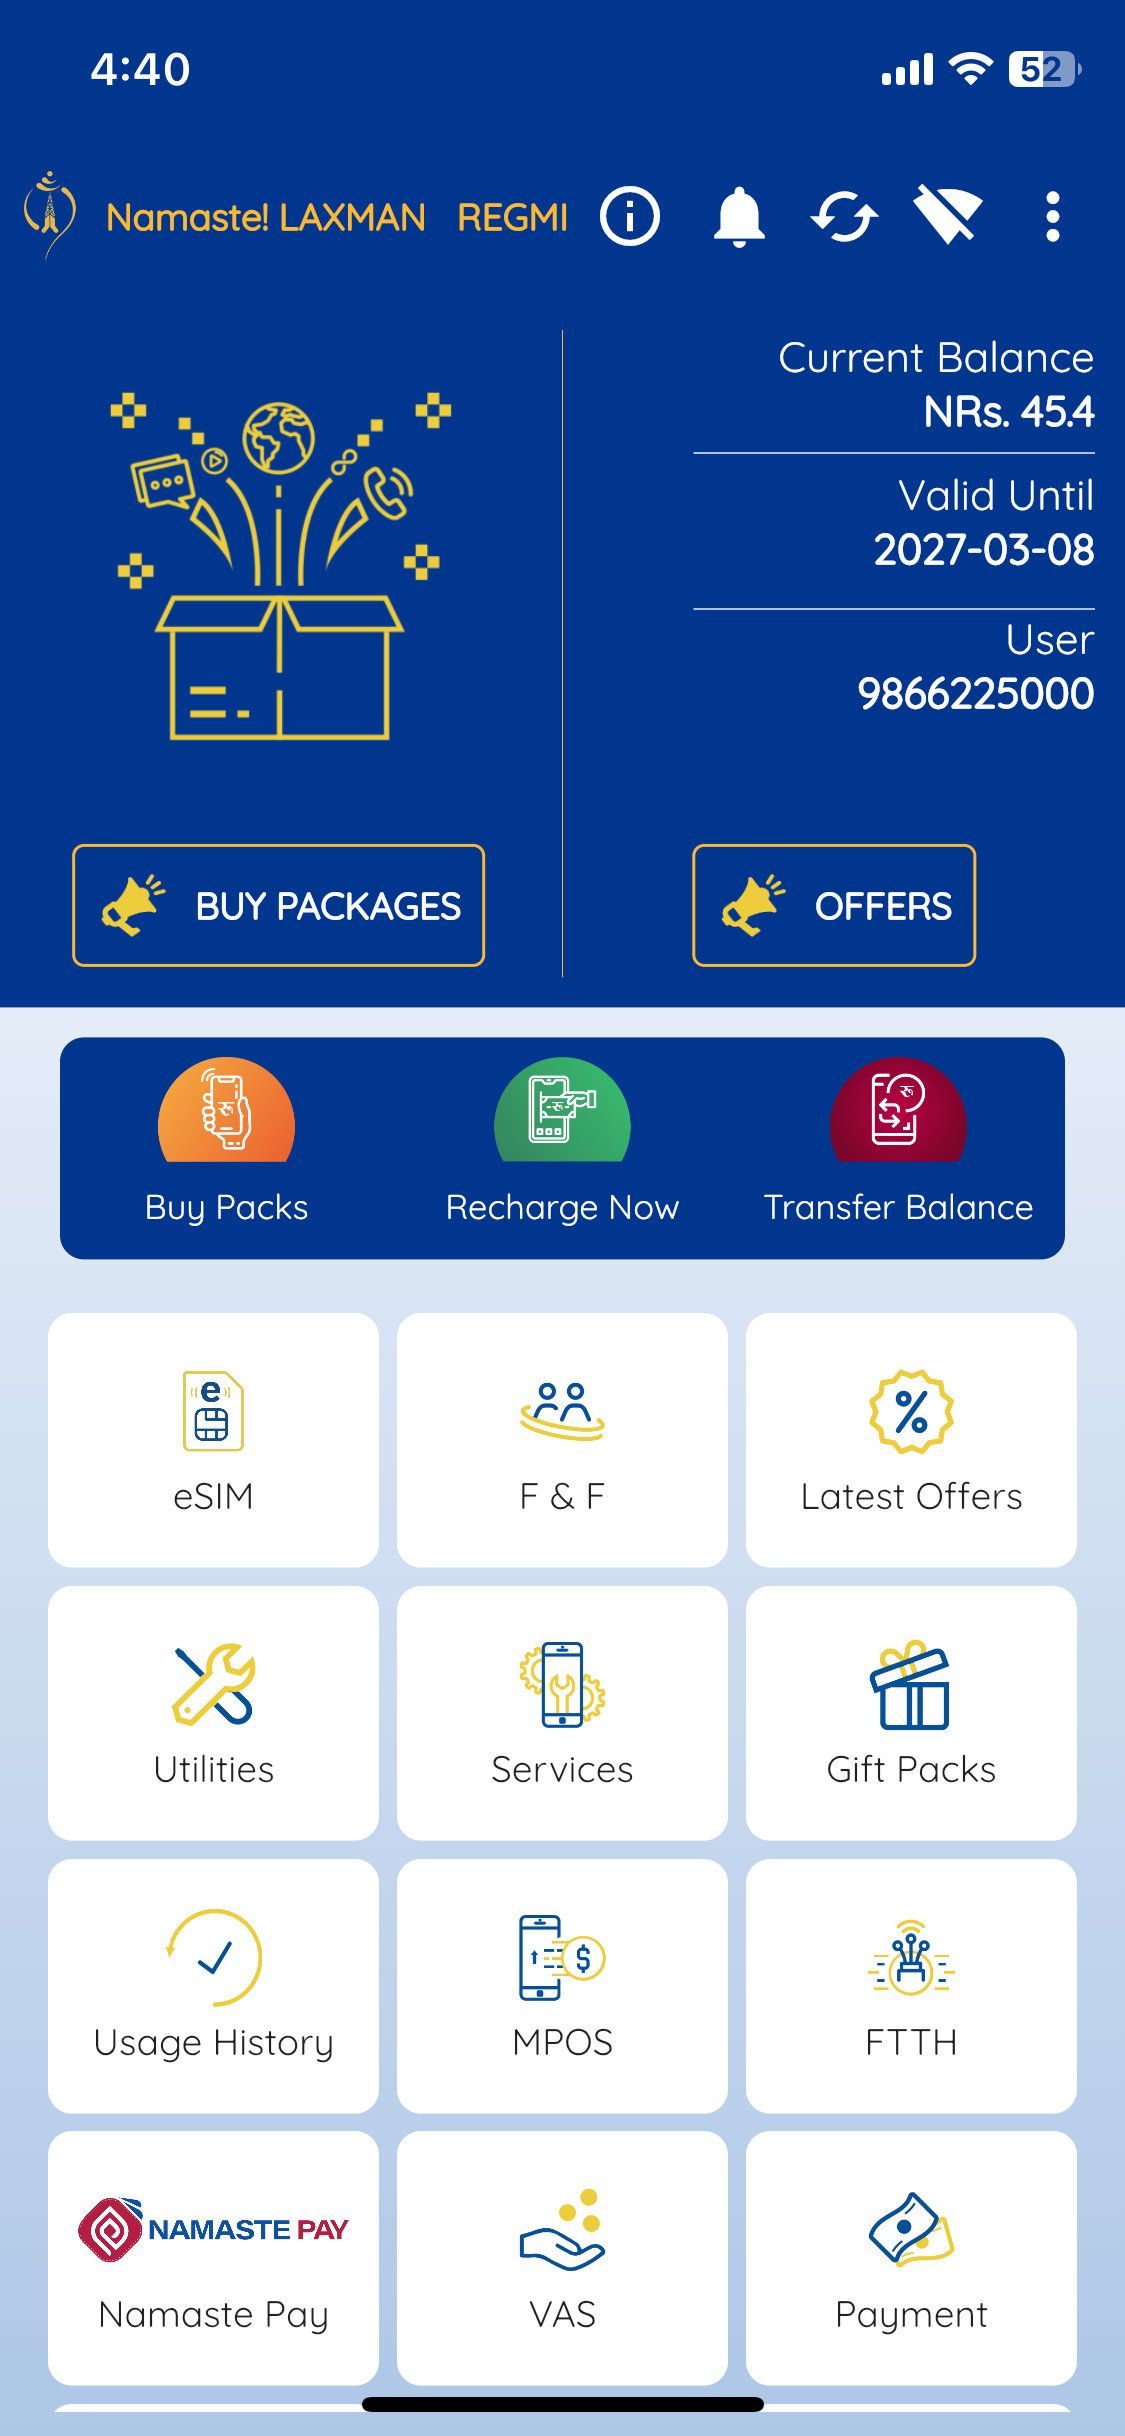 4:40
52
Namaste! LAXMAN REGMI
Current Balance
NRs. 45.4
Valid Until
2027-03-08
User
9866225000
BUY PACKAGES
OFFERS
रू
रू
रू
Buy Packs
Recharge Now
Transfer Balance
e
%
eSIM
F & F
Latest Offers
Utilities
Services
Gift Packs
$
Usage History
MPOS
FTTH
NAMASTE PAY
Namaste Pay
VAS
Payment